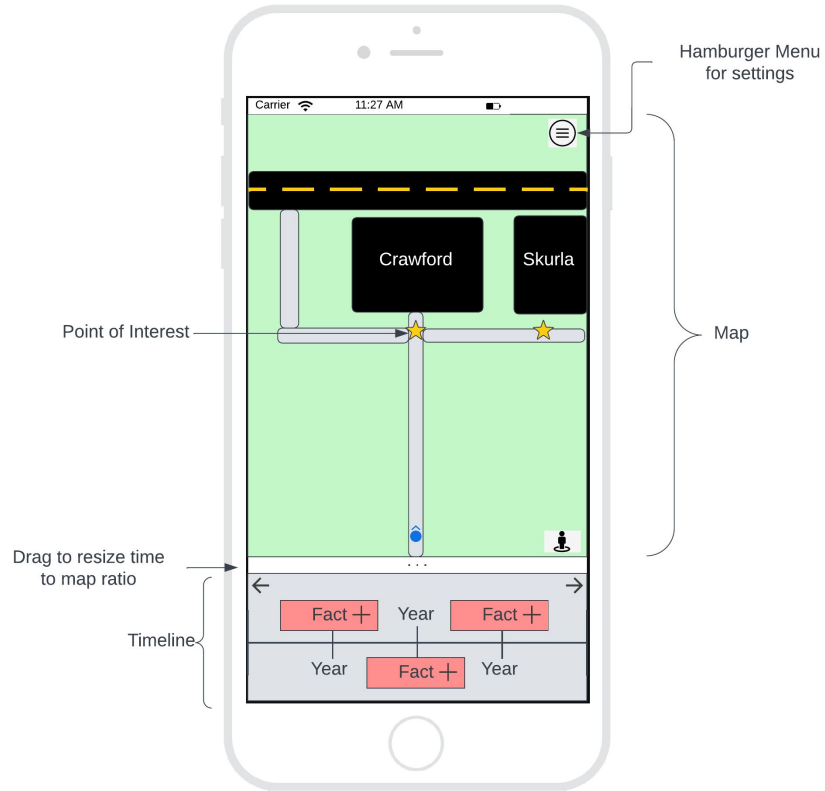 Hamburger Menu
for settings
Carrier 11:27 AM
Crawford
Skurla
Point of Interest
Map
Drag to resize time
to map ratio
. . .
Timeline
Fact Year Fact
Year Fact Year